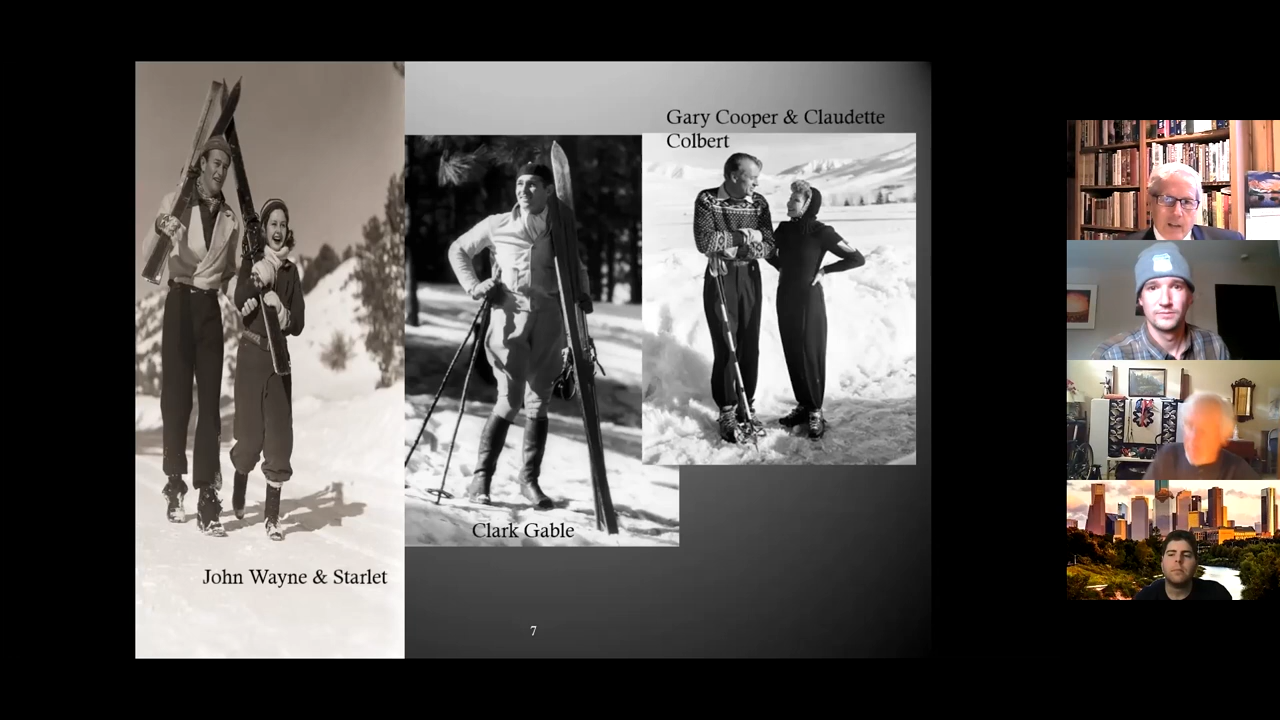 Gary Cooper & Claudette
Colbert
Clark Gable
John Wayne & Starlet
7